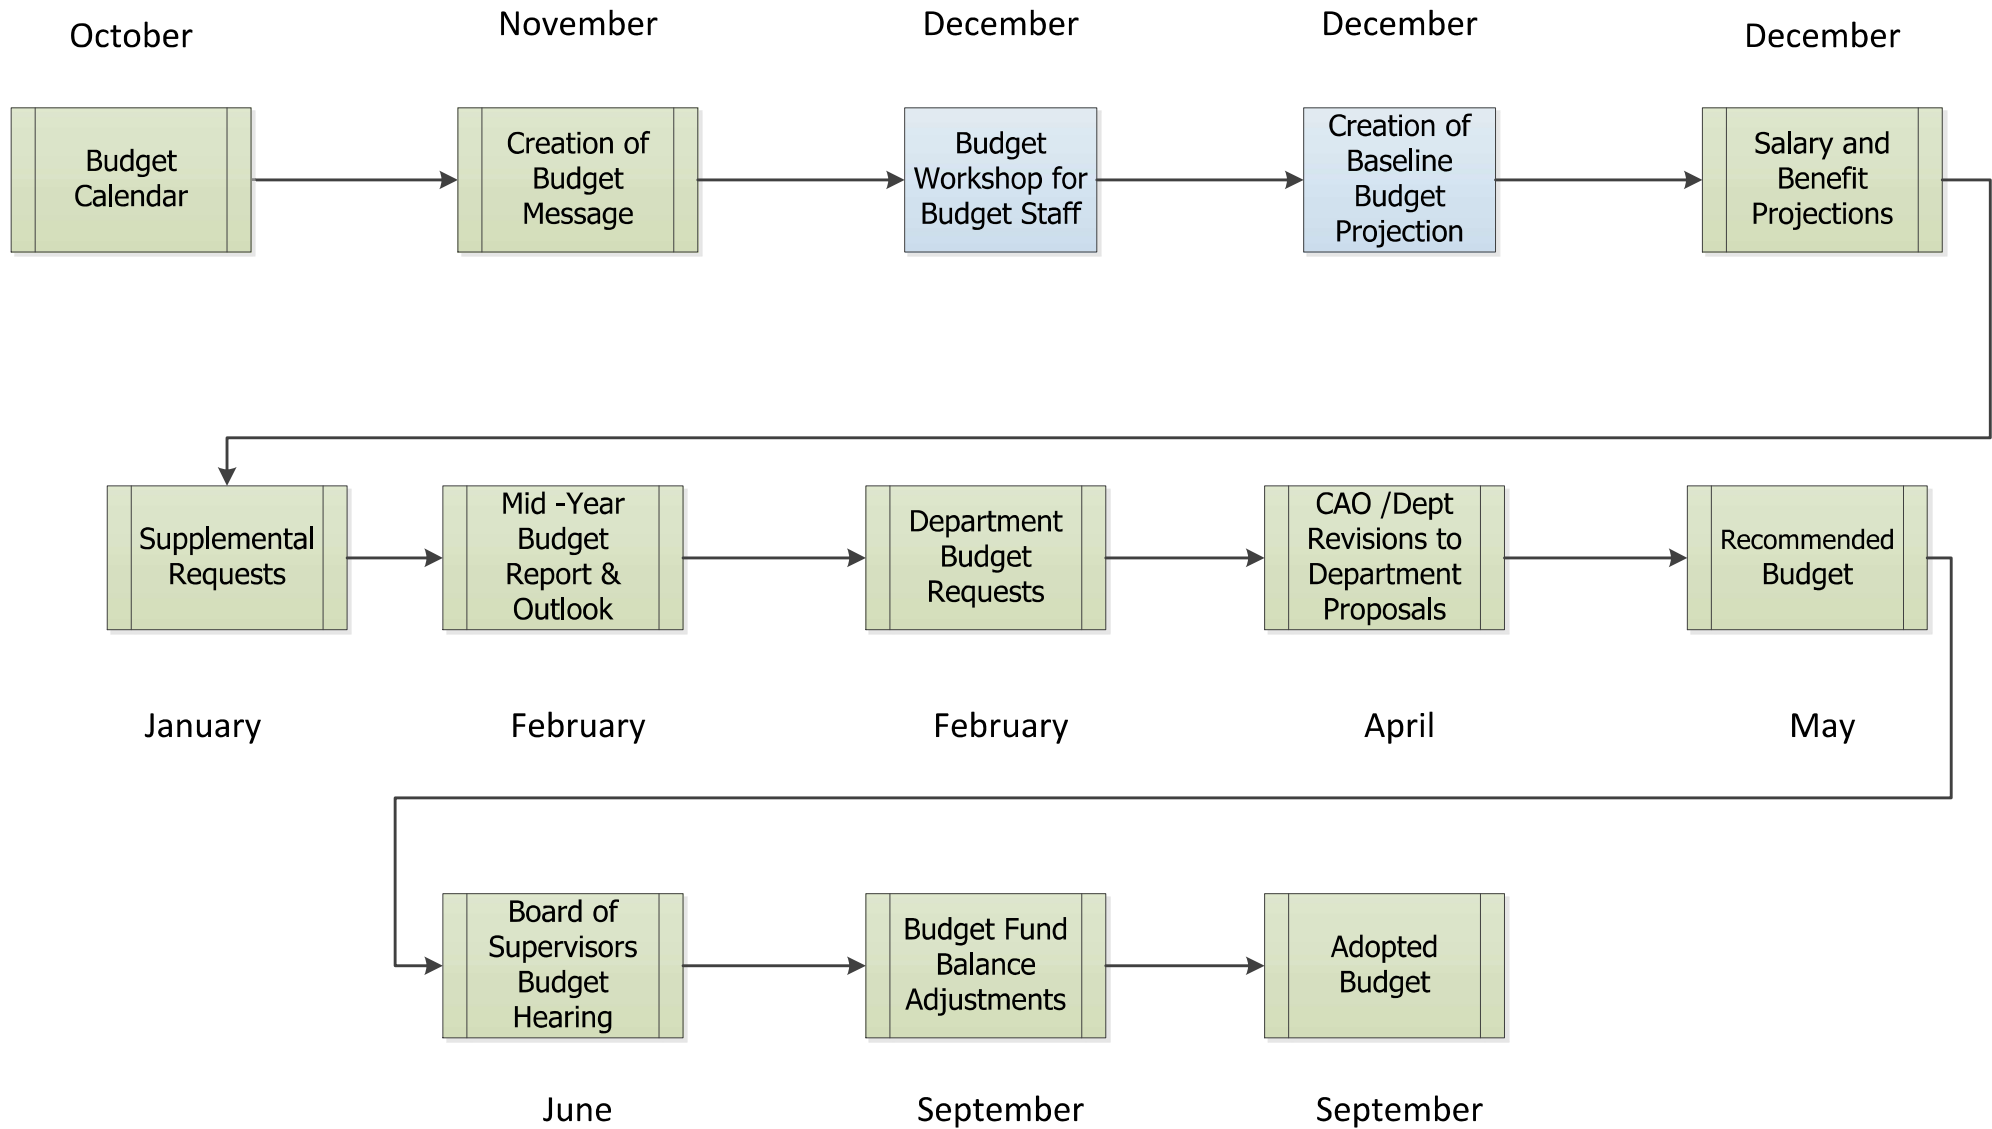 October
November
December
December
December
Budget
Calendar
Creation of
Budget
Message
Budget
Workshop for
Budget Staff
Creation of
Baseline
Budget
Projection
Salary and
Benefit
Projections
Supplemental
Requests
Mid -Year
Budget
Report &
Outlook
Department
Budget
Requests
CAO /Dept
Revisions to
Department
Proposals
Recommended
Budget
January
February
February
April
May
Board of
Supervisors
Budget
Hearing
Budget Fund
Balance
Adjustments
Adopted
Budget
June
September
September